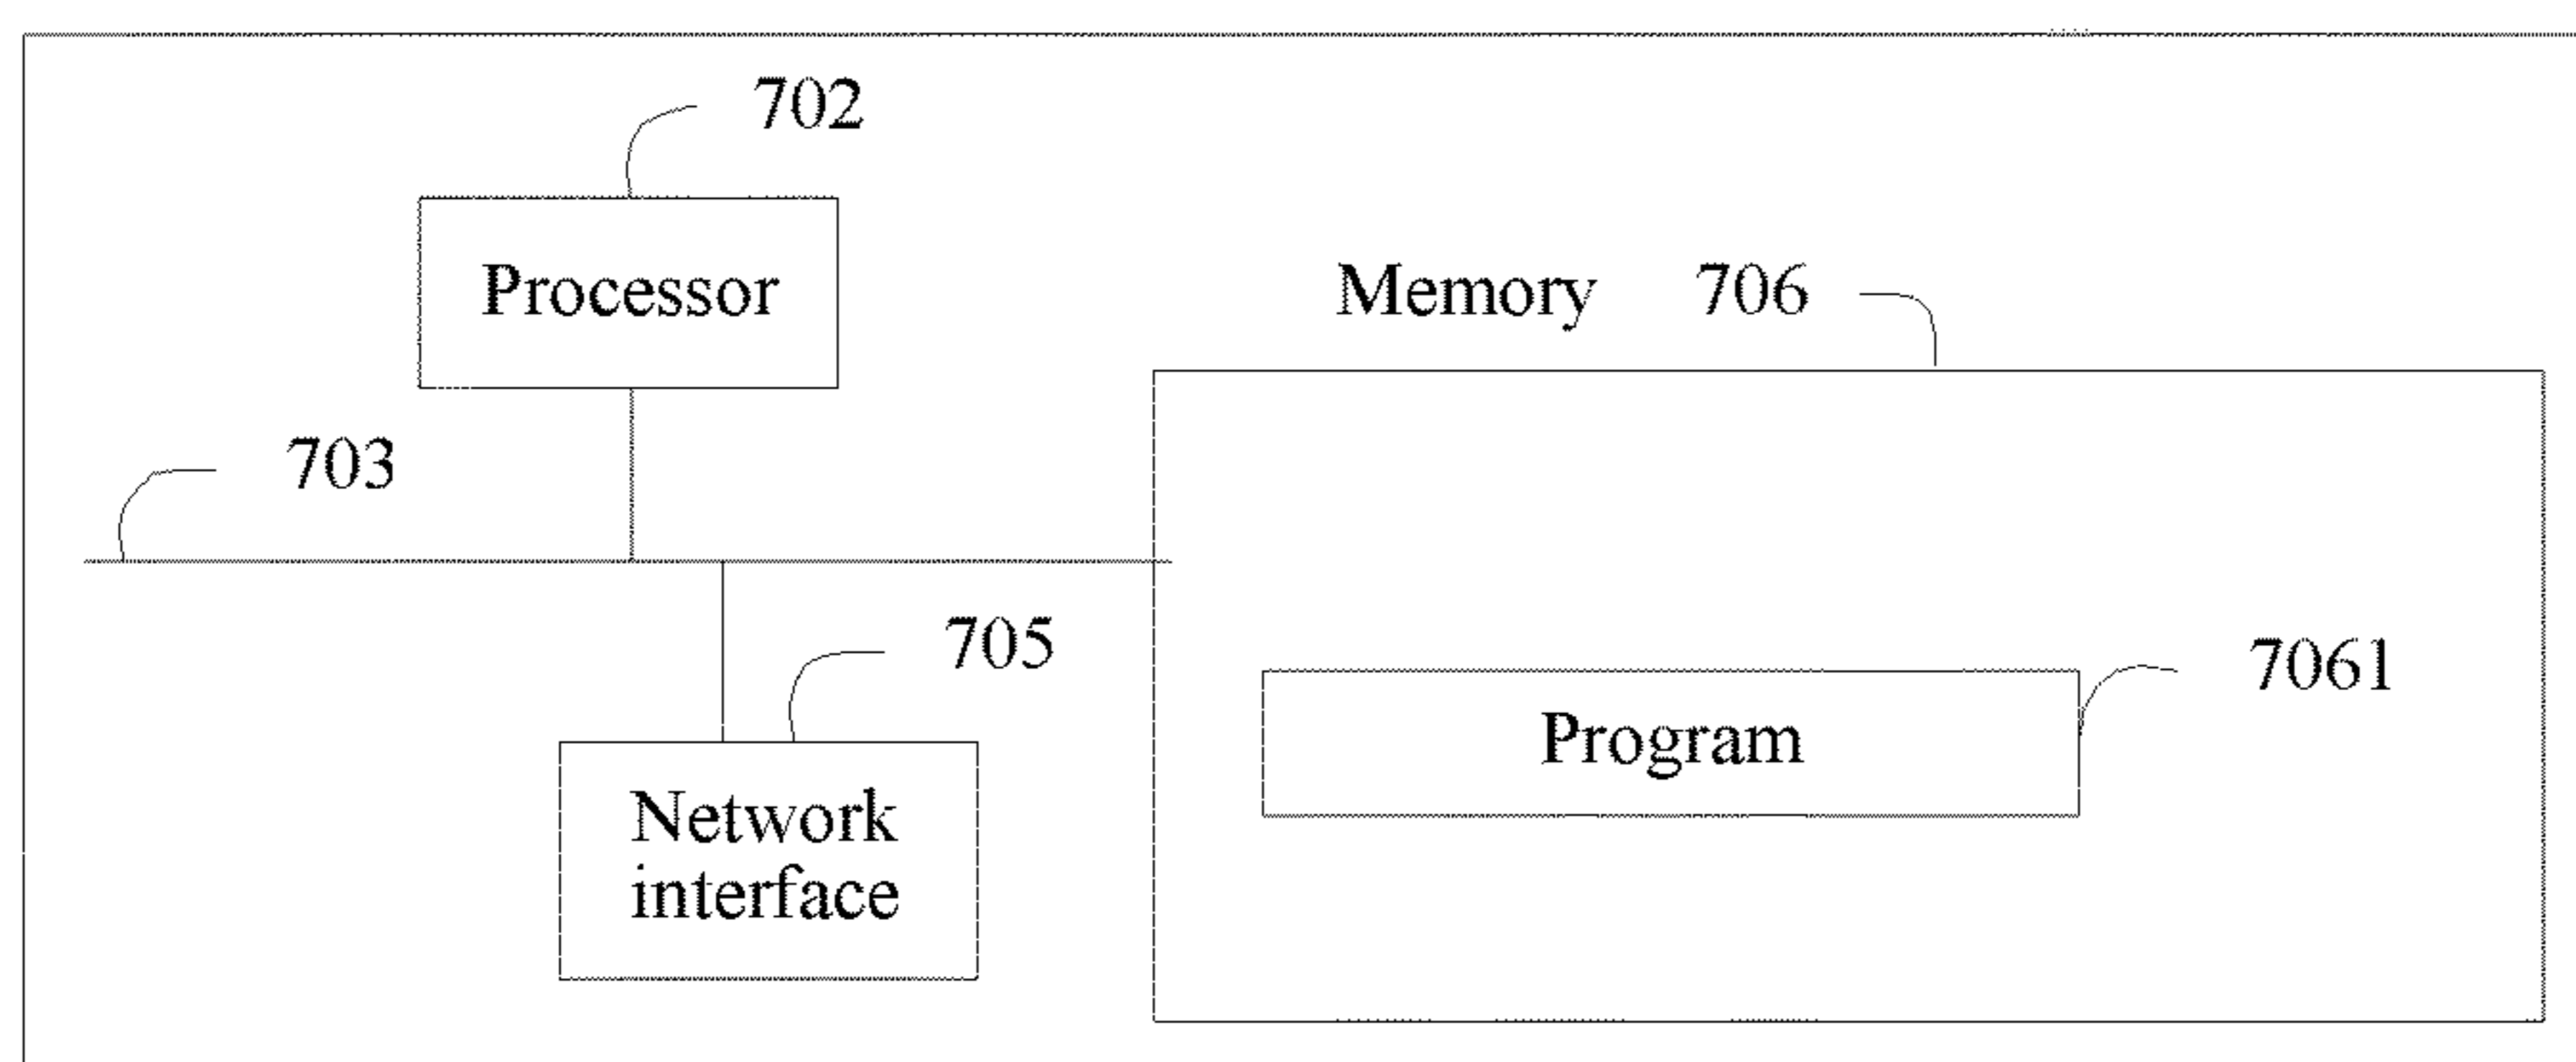 702
Processor
Memory 706
703
705
7061
Program
Network
interface